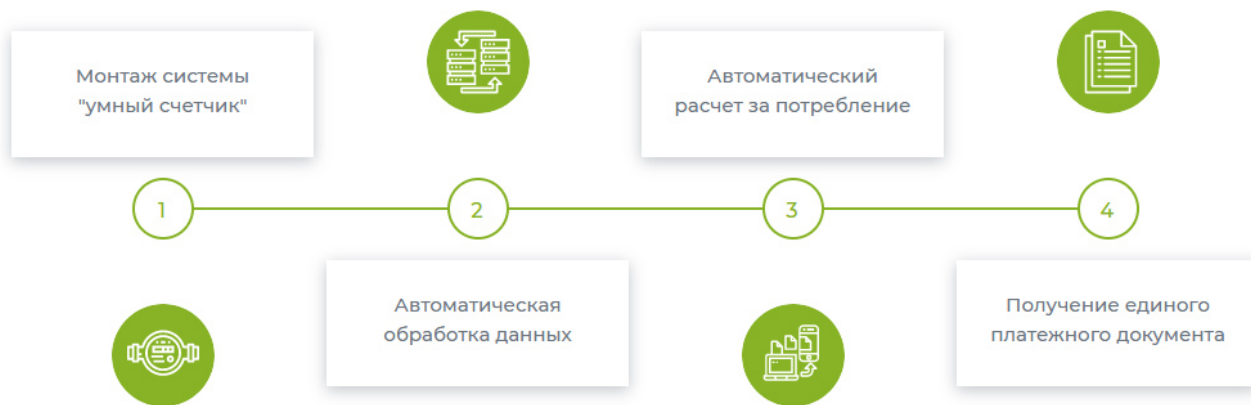 Монтаж системы
"умный счетчик"
Автоматический
расчет за потребление
1
2
3
4
Автоматическая
обработка данных
Получение единого
платежного документа